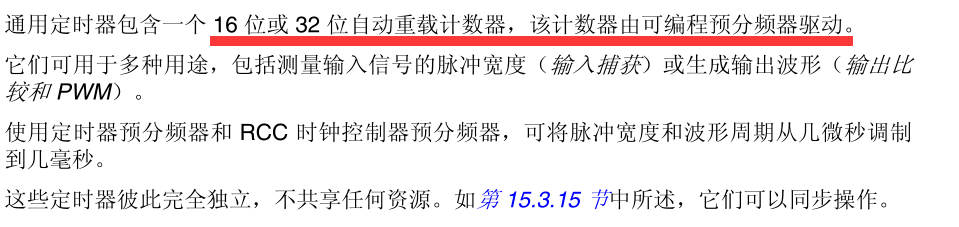 通用定时器包含一个 16 位或 32 位自动重载计数器，该计数器由可编程预分频器驱动。
它们可用于多种用途，包括测量输入信号的脉冲宽度（输入捕获）或生成输出波形（输出比
较和 PWM）。
使用定时器预分频器和 RCC 时钟控制器预分频器，可将脉冲宽度和波形周期从几微秒调制
到几毫秒。
这些定时器彼此完全独立，不共享任何资源。如第 15.3.15 节中所述，它们可以同步操作。